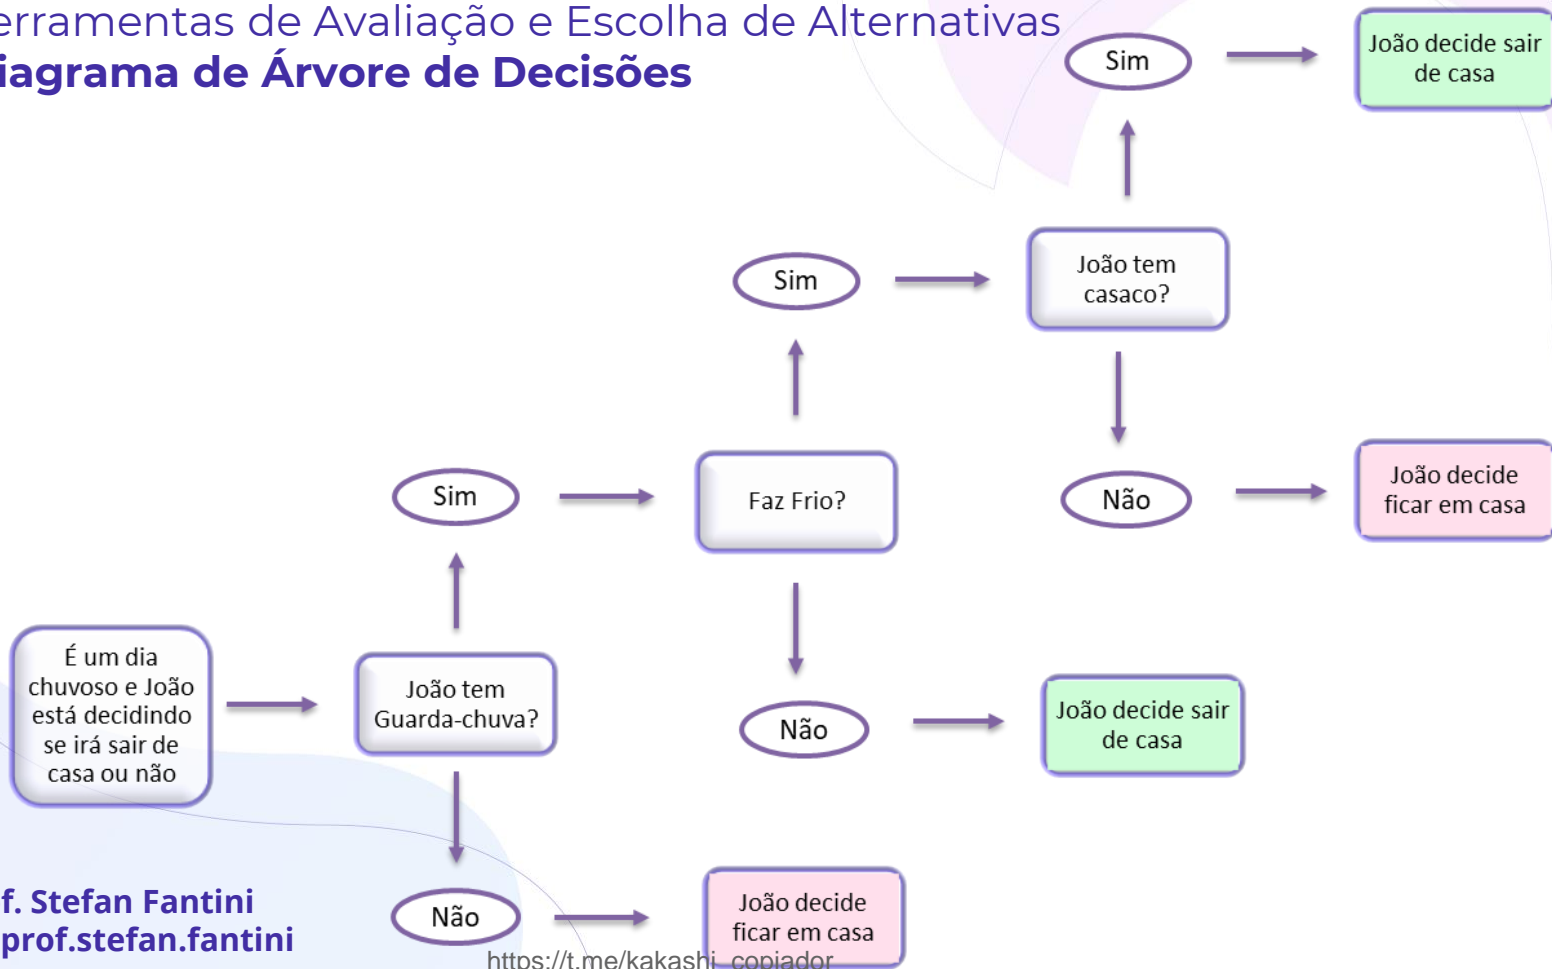 erramentas de Avaliação e Escolha de Alternativas
iagrama de Árvore de Decisões
Sim
João decide sair
de casa
Sim
João tem
casaco?
Sim
Faz Frio?
Não
João decide
ficar em casa
É um dia
chuvoso e João
está decidindo
se irá sair de
casa ou não
João tem
Guarda-chuva?
Não
João decide sair
de casa
Não
João decide
ficar em casa
f. Stefan Fantini
prof.stefan.fantini
https://t.me/kakashi_copiador